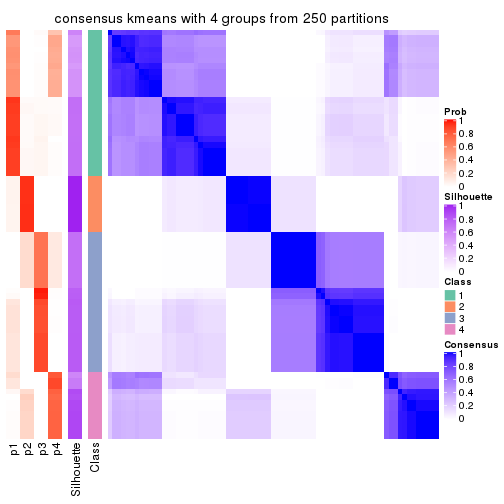 consensus kmeans with 4 groups from 250 partitions
Prob
1
0.8
0.6
0.4
0.2
0
Silhouette
1
0.8
0.6
0.4
0.2
0
Class
1
2
3
4
Consensus
1
0.8
0.6
0.4
0.2
0
p1
p2
p3
p4
Silhouette
Class